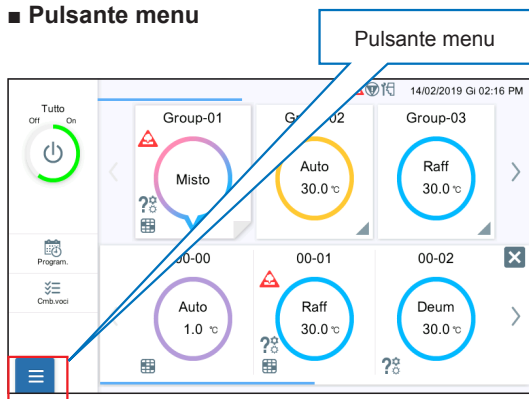 ■ Pulsante menu
Pulsante menu
14/02/2019 Gi 02:16 PM
Tutto
Off On
Group-01
Group-03
Misto
Auto
30.0 °C
Raff
30.0 °C
Program.
Cmb.voci
00-01
00-02
Auto
1.0 °C
Raff
30.0 °C
Deum
30.0 °C